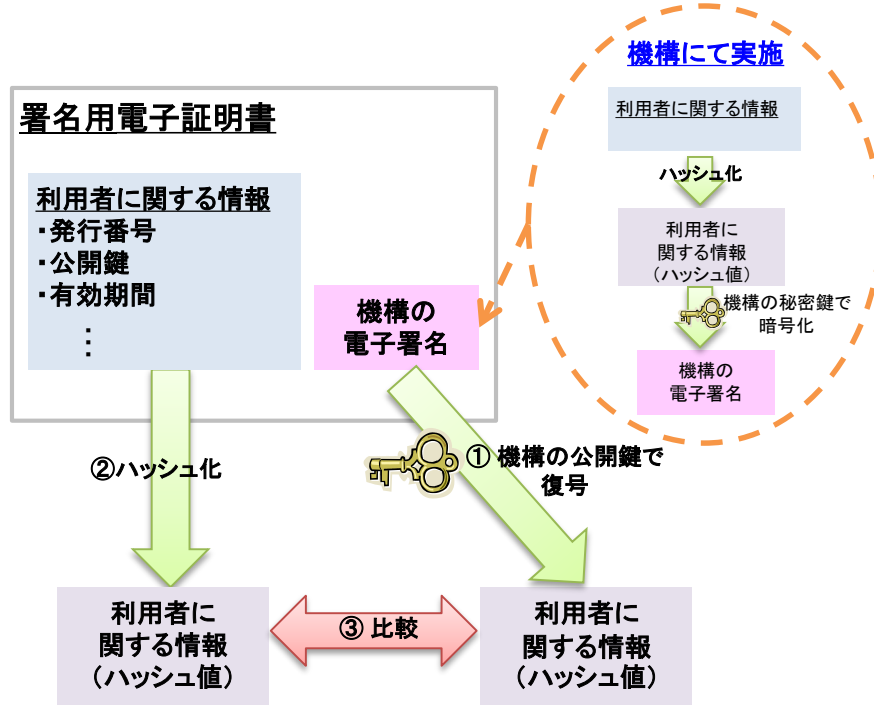 機構にて実施
利用者に関する情報
ハッシュ化
利用者に
関する情報
（ハッシュ値）
機構の秘密鍵で
暗号化
機構の
電子署名
署名用電子証明書
利用者に関する情報
・発行番号
・公開鍵
・有効期間
⋮
機構の
電子署名
②ハッシュ化
① 機構の公開鍵で
復号
利用者に
関する情報
（ハッシュ値）
③ 比較
利用者に
関する情報
（ハッシュ値）